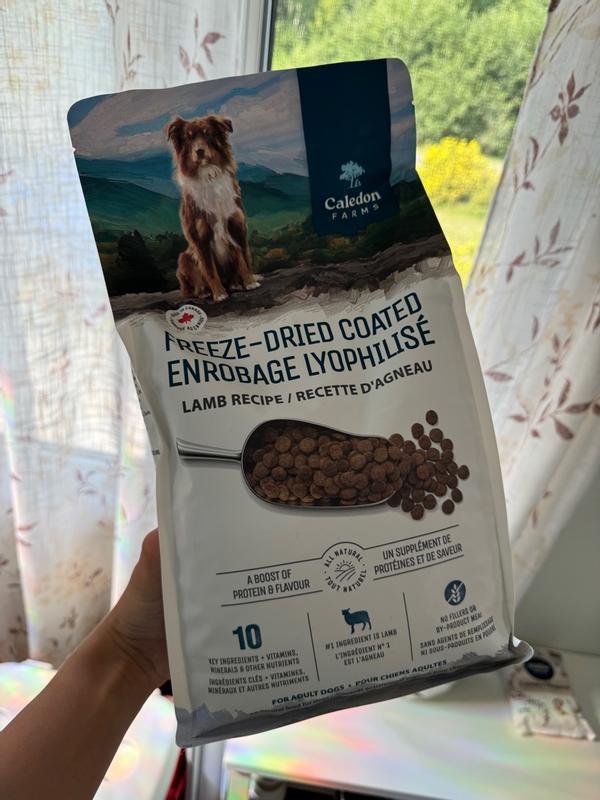 Caledon
FARMS
FREEZE-DRIED COATED
ENROBAGE LYOPHILISÉ
LAMB RECIPE / RECETTE D'AGNEAU
A BOOST OF
PROTEIN & FLAVOUR
ALL NATURAL
TOUT NATUREL
UN SUPPLÉMENT DE
PROTÉINES ET DE SAVEUR
10
KEY INGREDIENTS + VITAMINS,
MINERALS & OTHER NUTRIENTS
INGRÉDIENTS CLÉS + VITAMINES,
MINÉRAUX ET AUTRES NUTRIMENTS
#1 INGREDIENT IS LAMB
L'INGRÉDIENT Nº 1
EST L'AGNEAU
NO FILLERS OR
BY-PRODUCT MEAL
SANS AGENTS DE REMPLISSAGE
NI SOUS-PRODUITS EN POUDRE
FOR ADULT DOGS • POUR CHIENS ADULTES